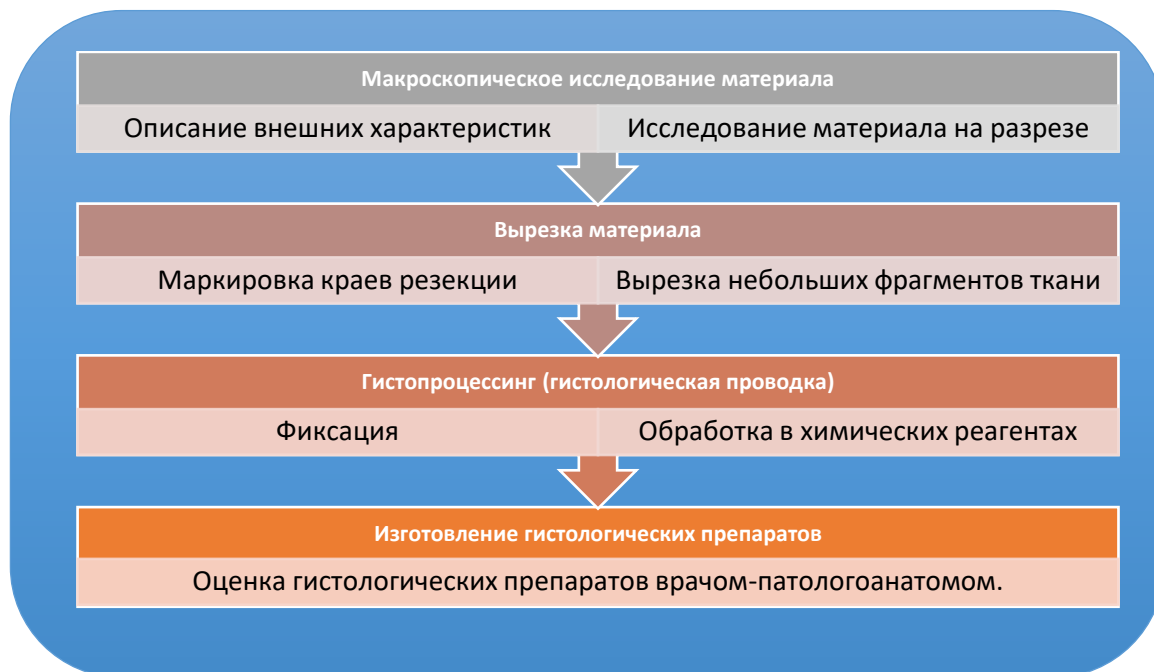 Макроскопическое исследование материала
Описание внешних характеристик
Исследование материала на разрезе
Вырезка материала
Маркировка краев резекции
Вырезка небольших фрагментов ткани
Гистопроцессинг (гистологическая проводка)
Фиксация
Обработка в химических реагентах
Изготовление гистологических препаратов
Оценка гистологических препаратов врачом-патологоанатомом.